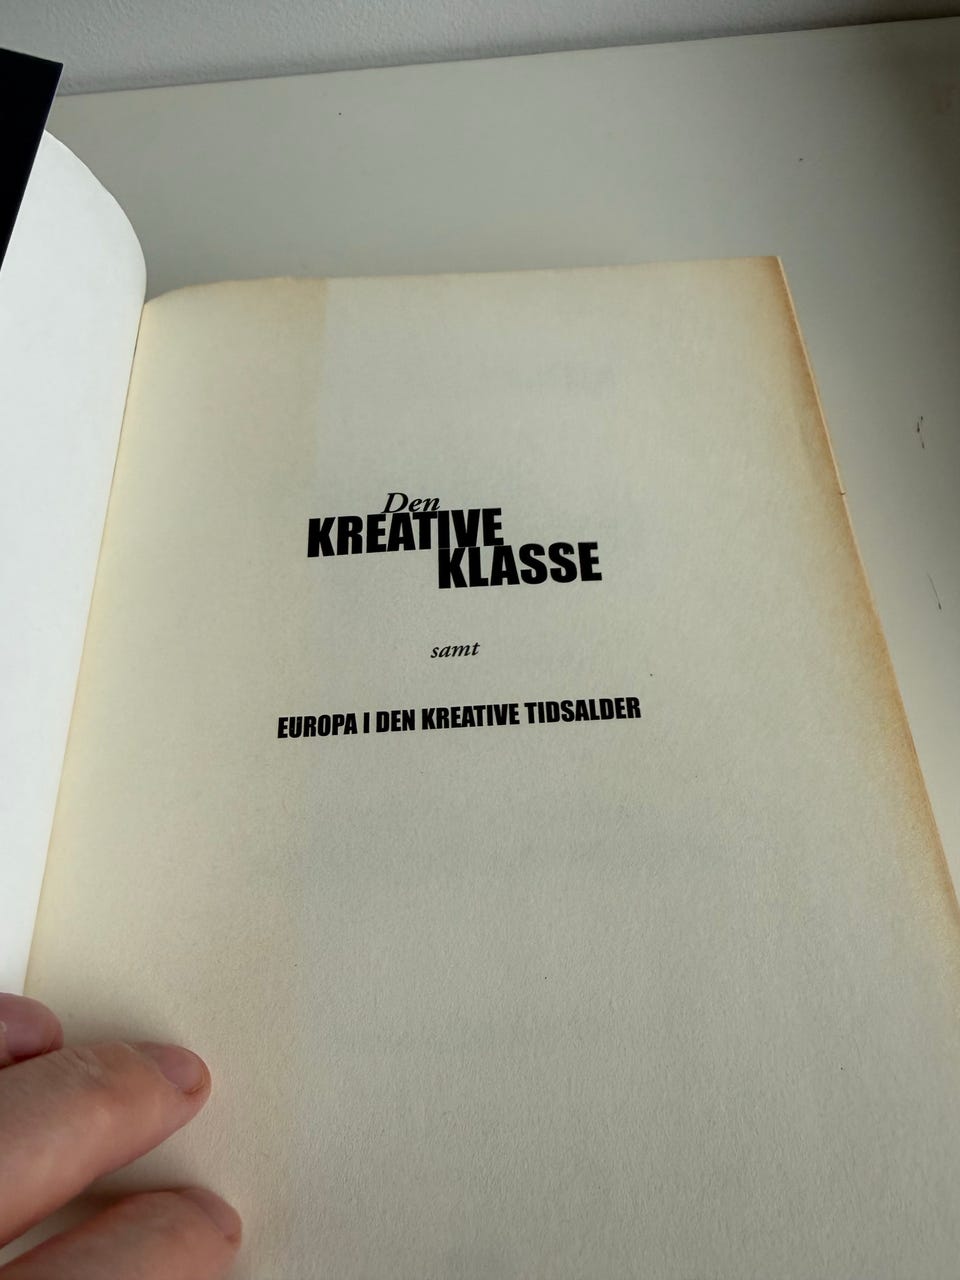 Den
KREATIVE
KLASSE
samt
EUROPA I DEN KREATIVE TIDSALDER